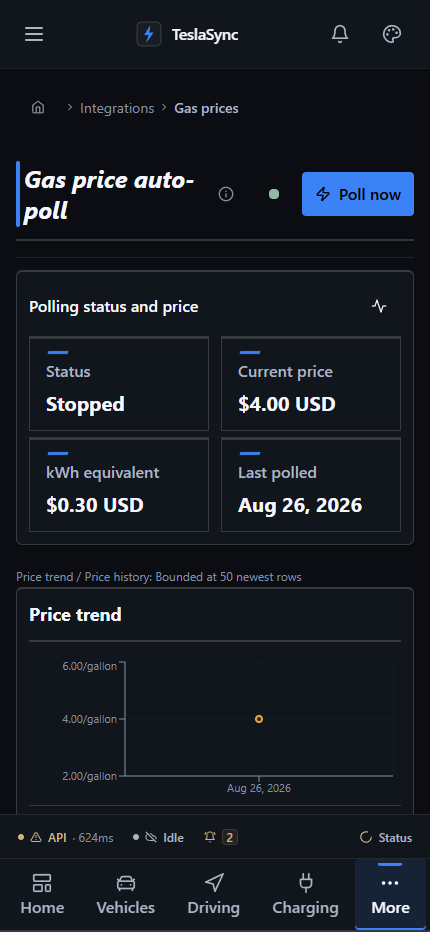 TeslaSync
Integrations Gas prices
Gas price auto-
poll
Poll now
Polling status and price
Status
Stopped
Current price
$4.00 USD
kWh equivalent
$0.30 USD
Last polled
Aug 26, 2026
Price trend / Price history: Bounded at 50 newest rows
Price trend
6.00/gallon
4.00/gallon
2.00/gallon
Aug 26, 2026
API · 624ms Idle 2 Status
Home Vehicles Driving Charging More